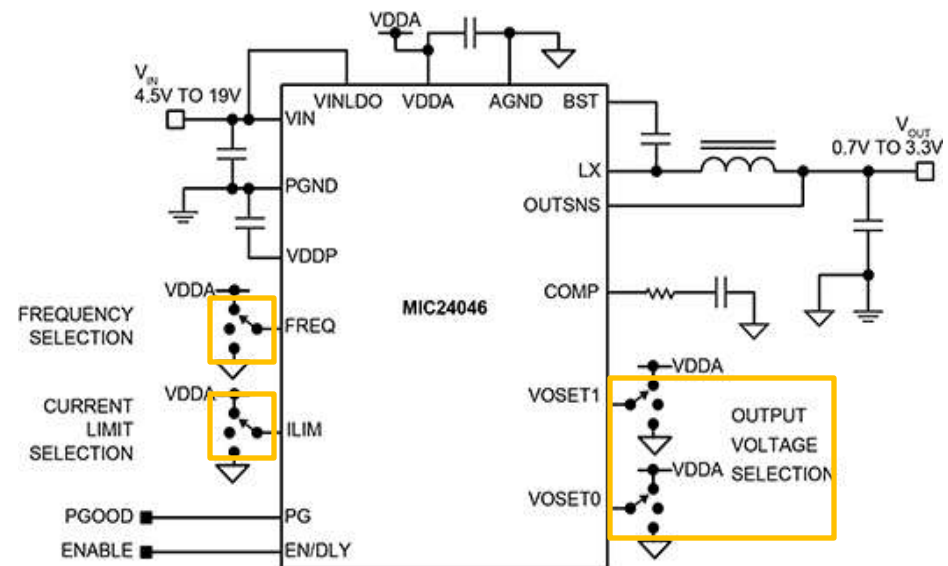 VDDA
V_IN
4.5V TO 19V
VINLDO
VDDA
AGND
BST
VIN
V_OUT
0.7V TO 3.3V
LX
PGND
OUTSNS
VDDP
VDDA
COMP
MIC24046
FREQUENCY
SELECTION
FREQ
VDDA
VOSET1
VDDA
CURRENT
LIMIT
SELECTION
ILIM
OUTPUT
VOLTAGE
SELECTION
VDDA
VOSET0
PGOOD
PG
ENABLE
EN/DLY